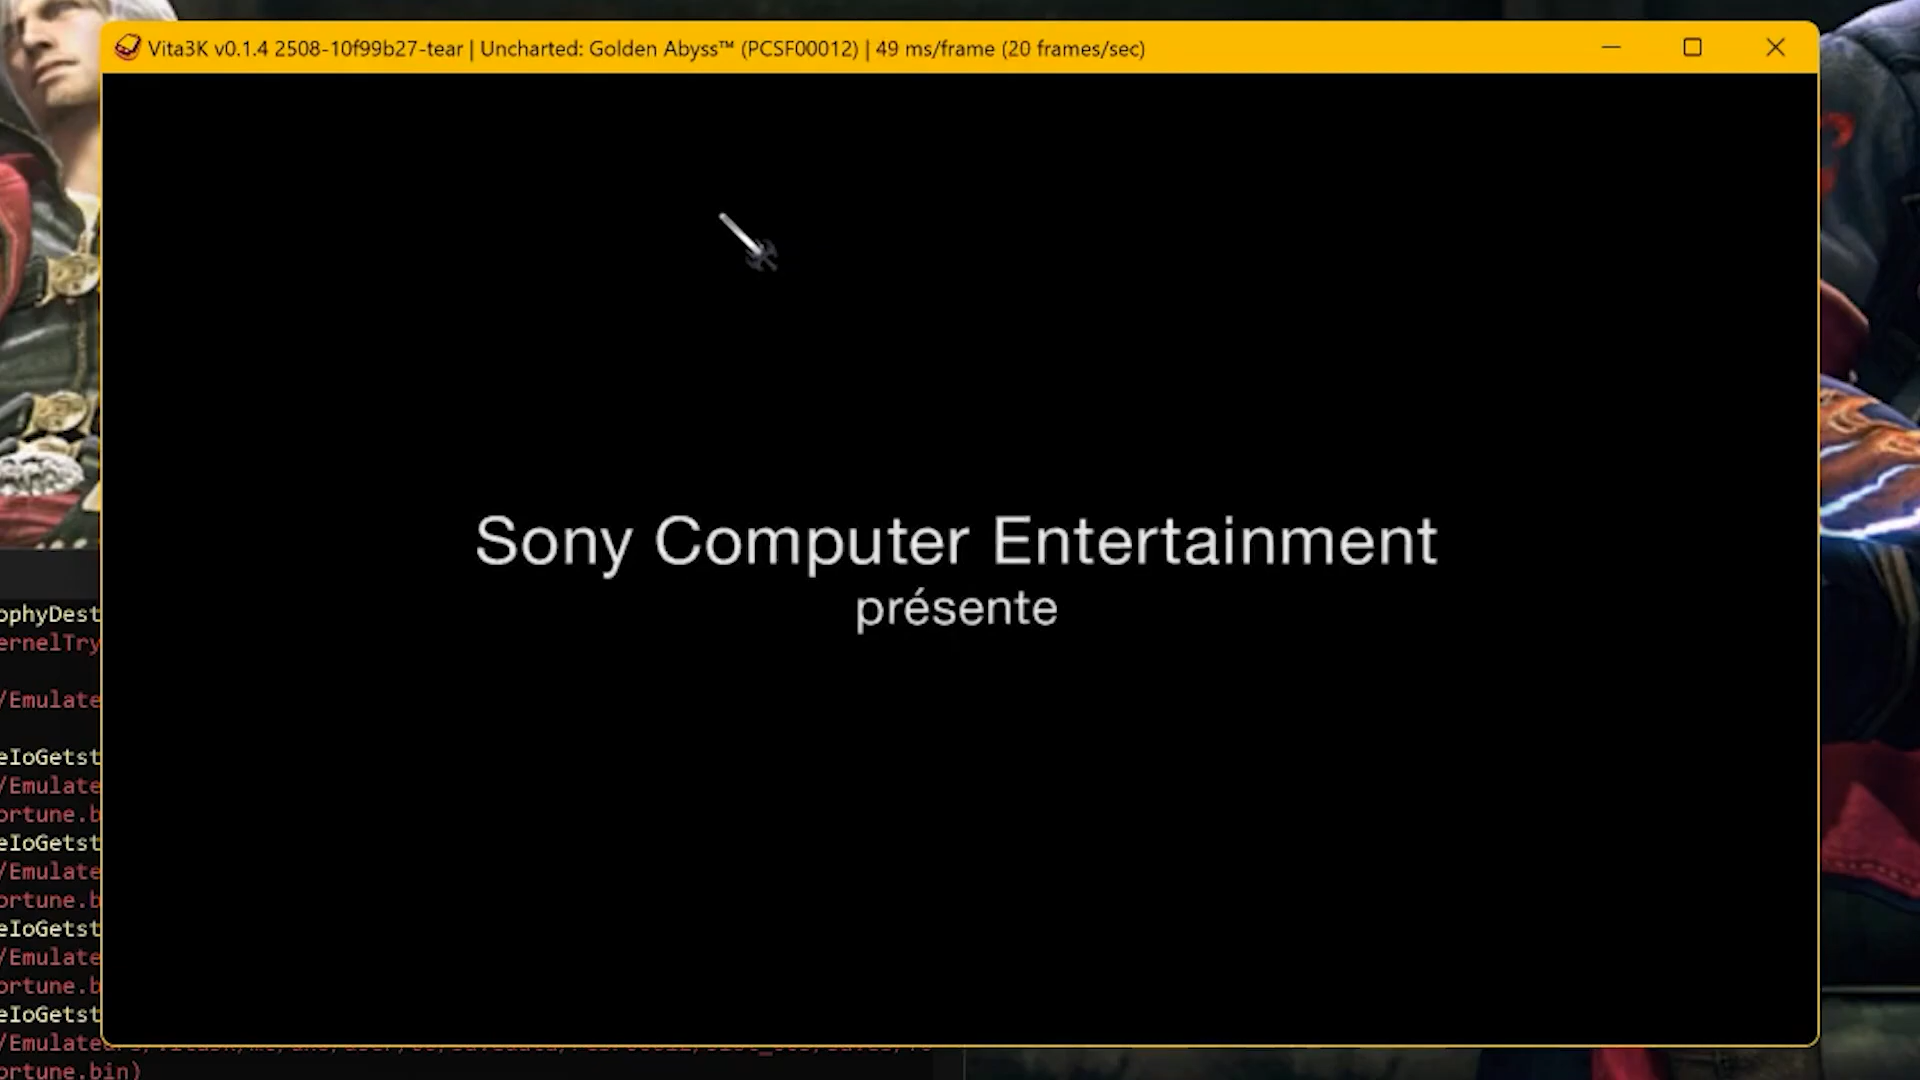 Vita3K v0.1.4 2508-10f99b27-tear | Uncharted: Golden Abyss™ (PCSF00012) | 49 ms/frame (20 frames/sec)
Sony Computer Entertainment
présente
ophyDest
ernelTry
/Emulate
eIoGetst
/Emulate
ortune.b
eIoGetst
/Emulate
ortune.b
eIoGetst
/Emulate
ortune.b
eIoGetst
/Emulate
ortune.bin)